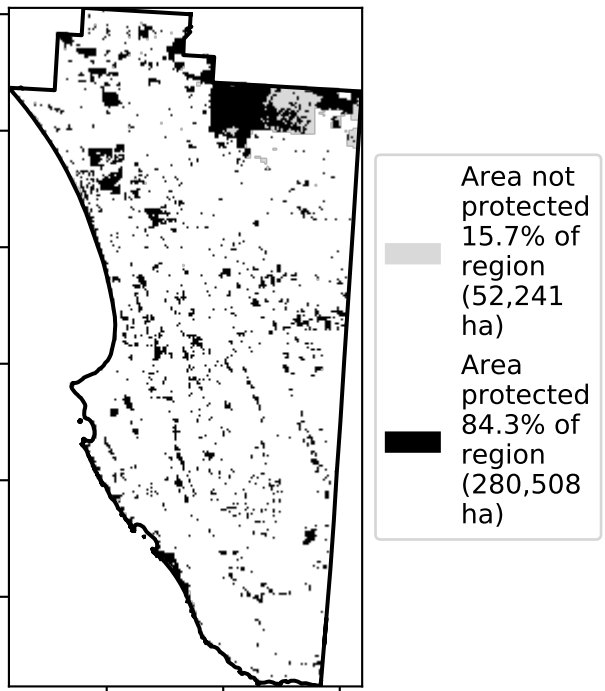 Area not
protected
15.7% of
region
(52,241
ha)
Area
protected
84.3% of
region
(280,508
ha)